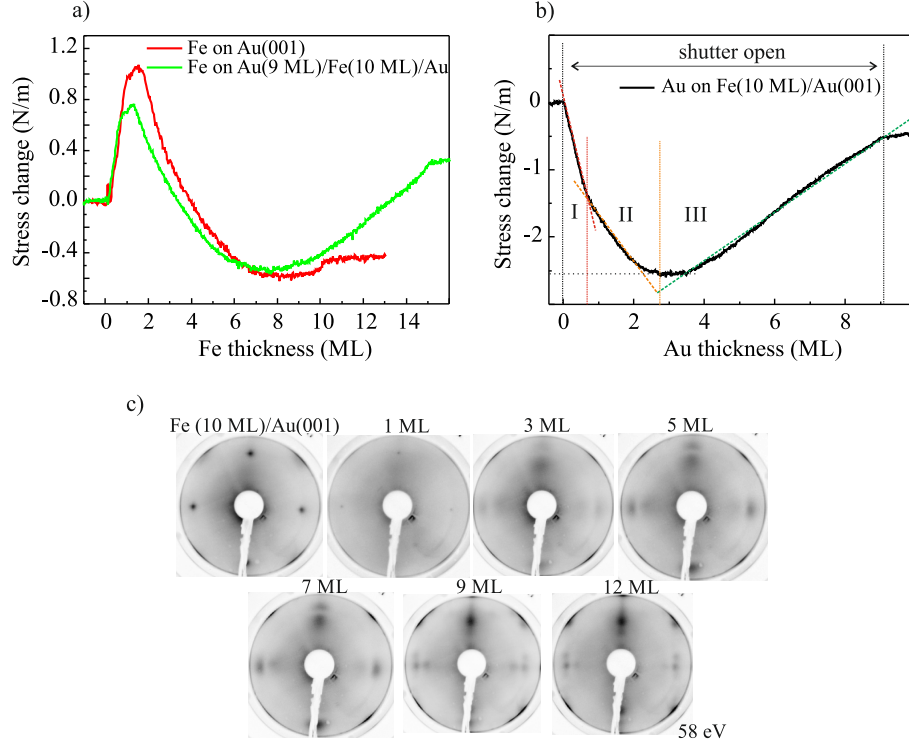 a)
b)
Fe on Au(001)
Fe on Au(9 ML)/Fe(10 ML)/Au
1.2
0.8
0.4
0.0
-0.4
-0.8
Stress change (N/m)
0 2 4 6 8 10 12 14
Fe thickness (ML)
shutter open
Au on Fe(10 ML)/Au(001)
0
-1
-2
Stress change (N/m)
I II III
0 2 4 6 8
Au thickness (ML)
c)
Fe (10 ML)/Au(001) 1 ML 3 ML 5 ML
7 ML 9 ML 12 ML
58 eV